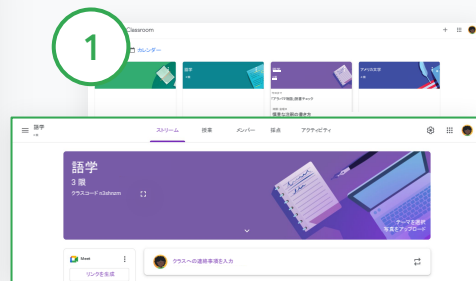 1
Classroom
カレンダー
語学
語学
アメリカ文学
語学
ストリーム
授業
メンバー
採点
アクティビティ
語学
3 限
クラスコード n3ahnom
テーマを選択
写真をアップロード
Meet
リンクを生成
クラスへの連絡事項を入力